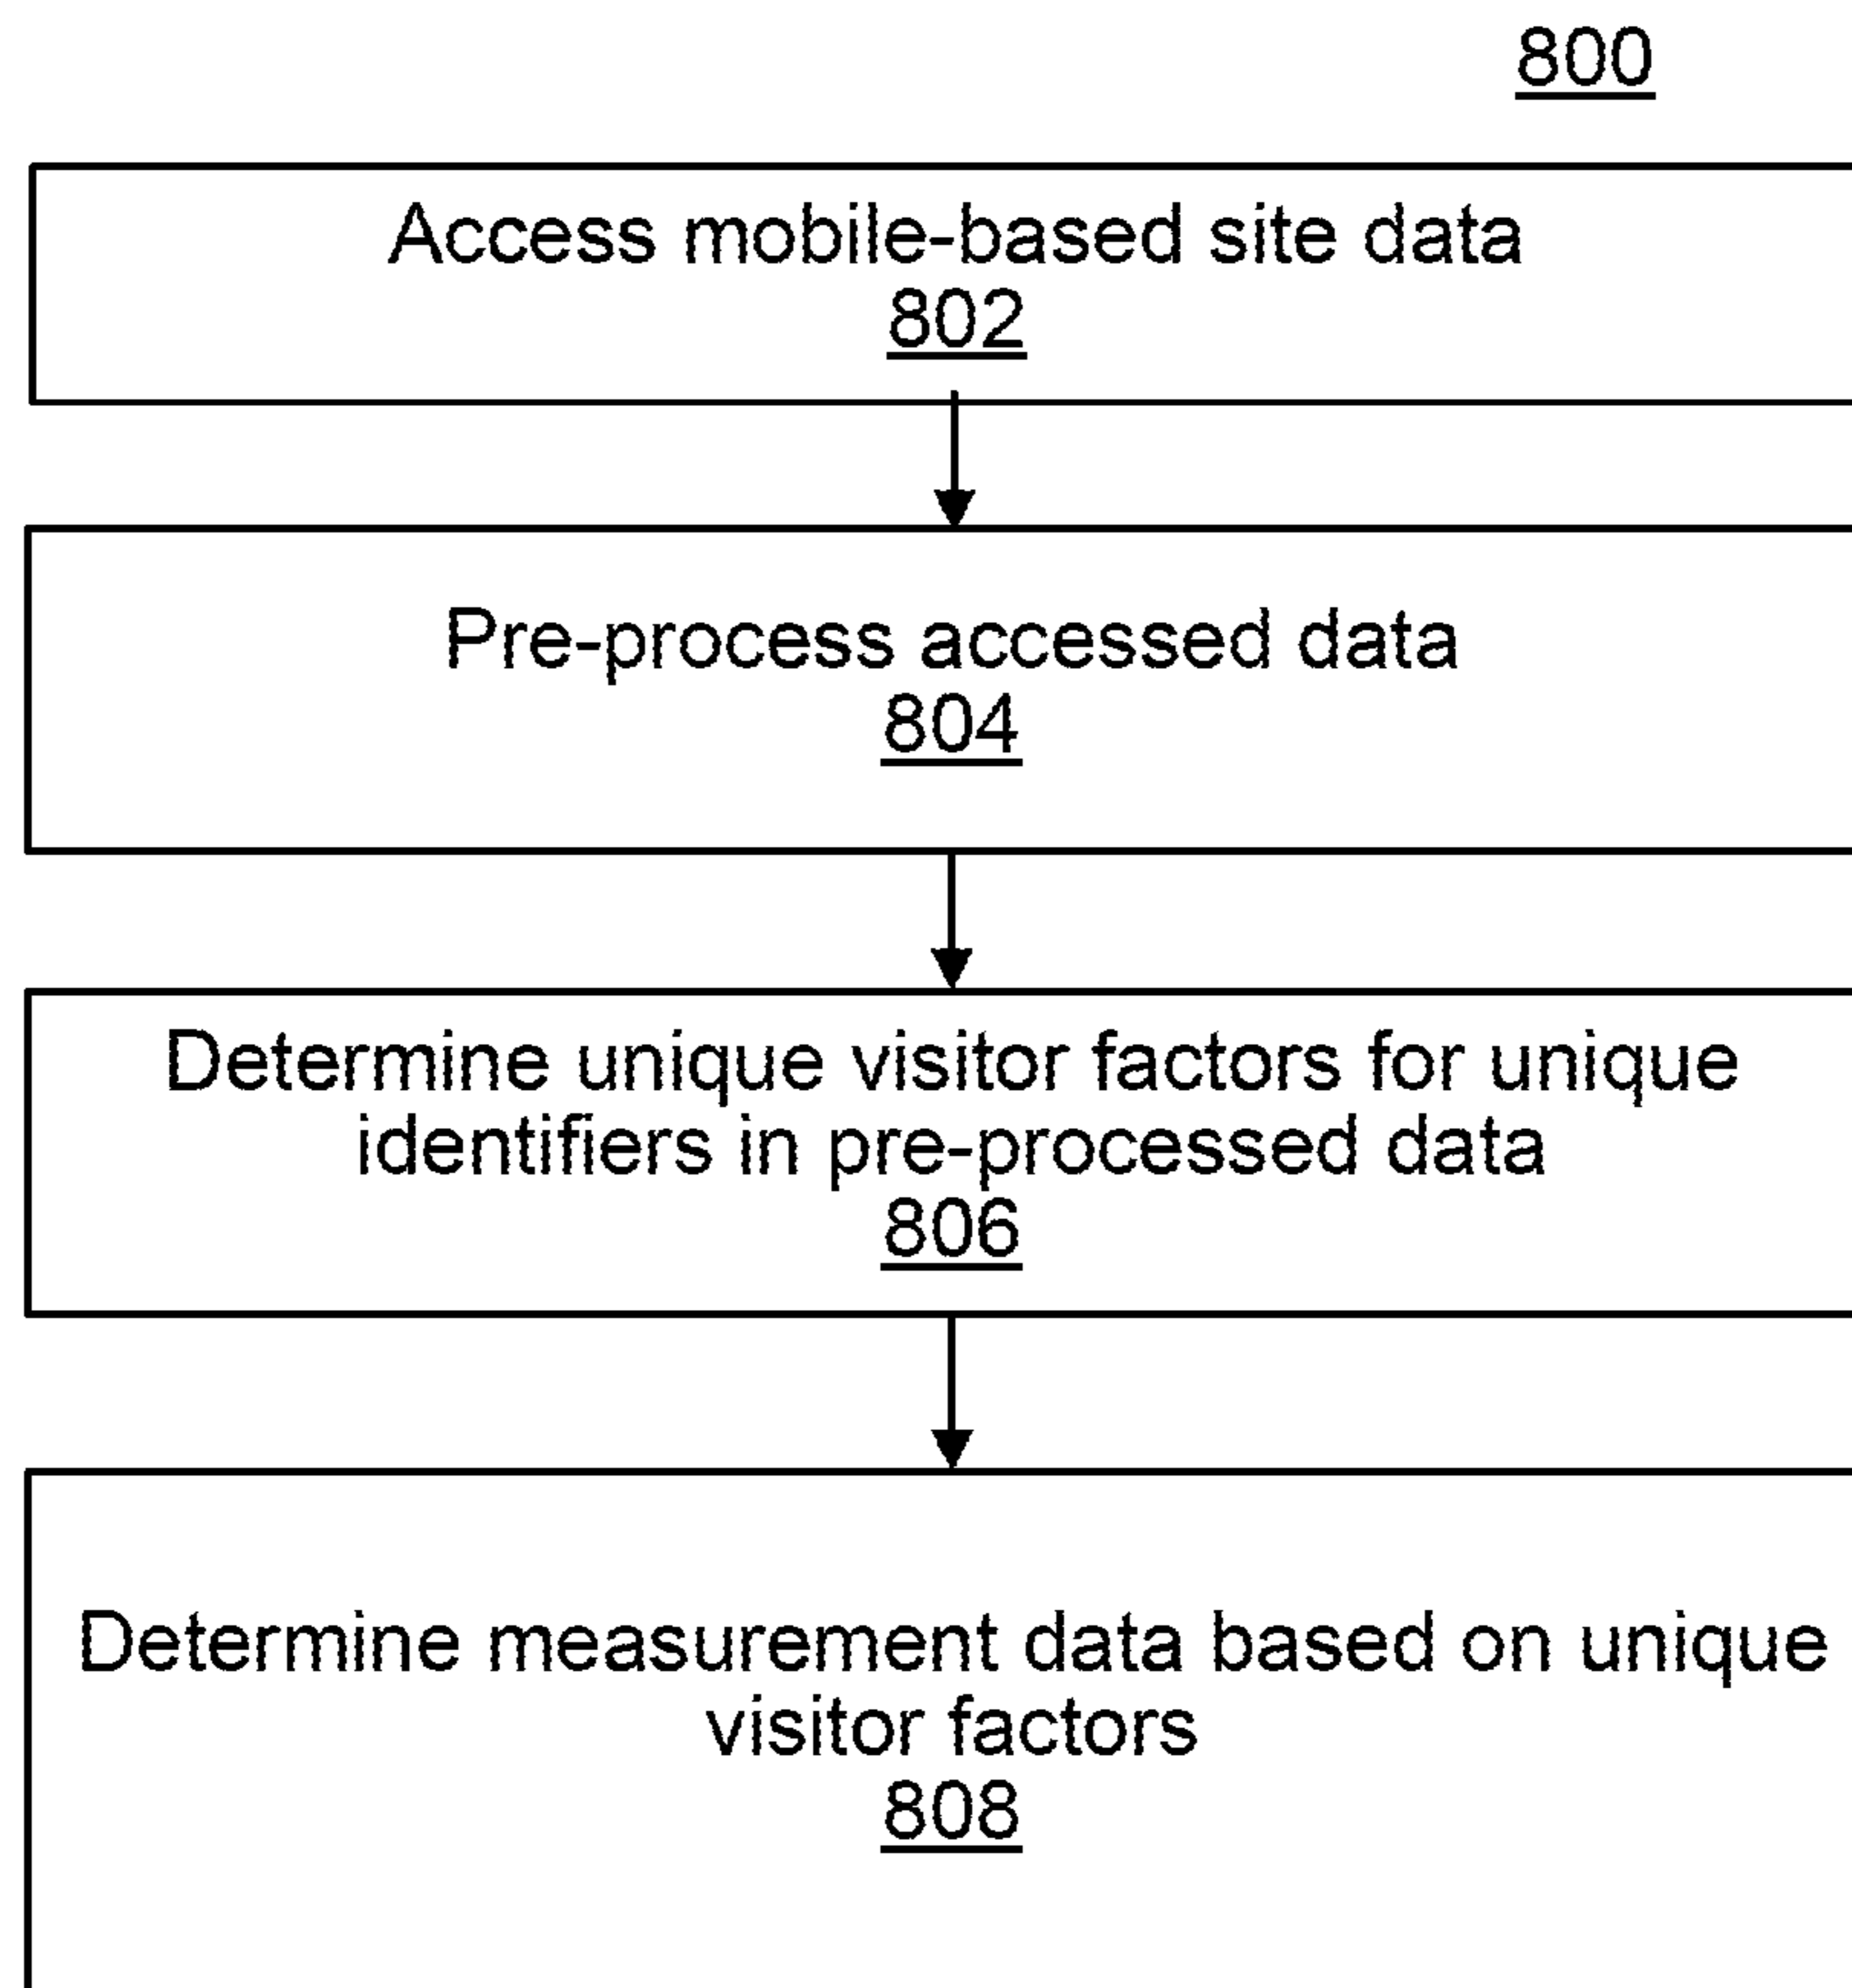 800
Access mobile-based site data
802
Pre-process accessed data
804
Determine unique visitor factors for unique
identifiers in pre-processed data
806
Determine measurement data based on unique
visitor factors
808